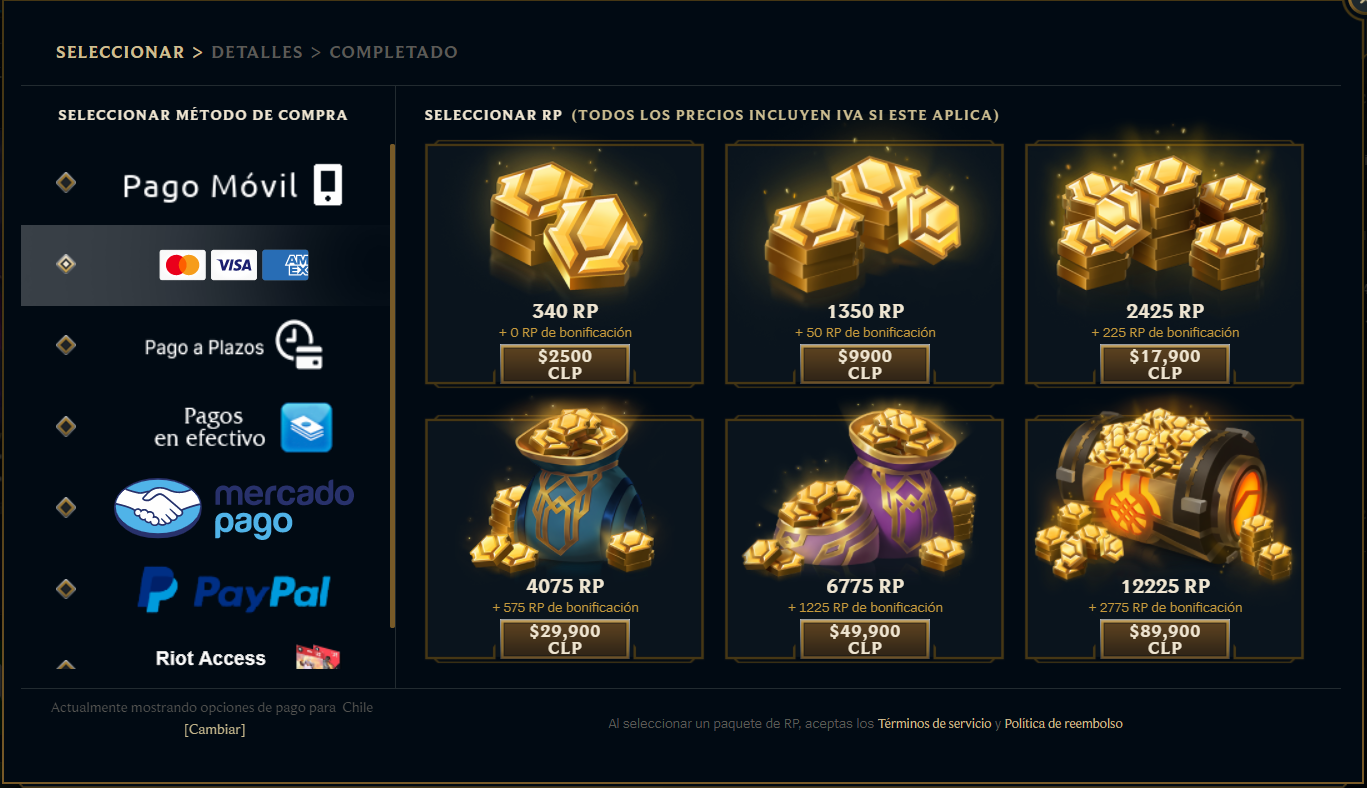 SELECCIONAR > DETALLES > COMPLETADO
SELECCIONAR MÉTODO DE COMPRA
Pago Móvil
VISA
AM
EX
Pago a Plazos
Pagos
en efectivo
mercado
pago
PayPal
Riot Access
Actualmente mostrando opciones de pago para Chile
[Cambiar]
SELECCIONAR RP (TODOS LOS PRECIOS INCLUYEN IVA SI ESTE APLICA)
340 RP
+ 0 RP de bonificación
$2500
CLP
1350 RP
+ 50 RP de bonificación
$9900
CLP
2425 RP
+ 225 RP de bonificación
$17,900
CLP
4075 RP
+ 575 RP de bonificación
$29,900
CLP
6775 RP
+ 1225 RP de bonificación
$49,900
CLP
12225 RP
+ 2775 RP de bonificación
$89,900
CLP
Al seleccionar un paquete de RP, aceptas los Términos de servicio y Política de reembolso